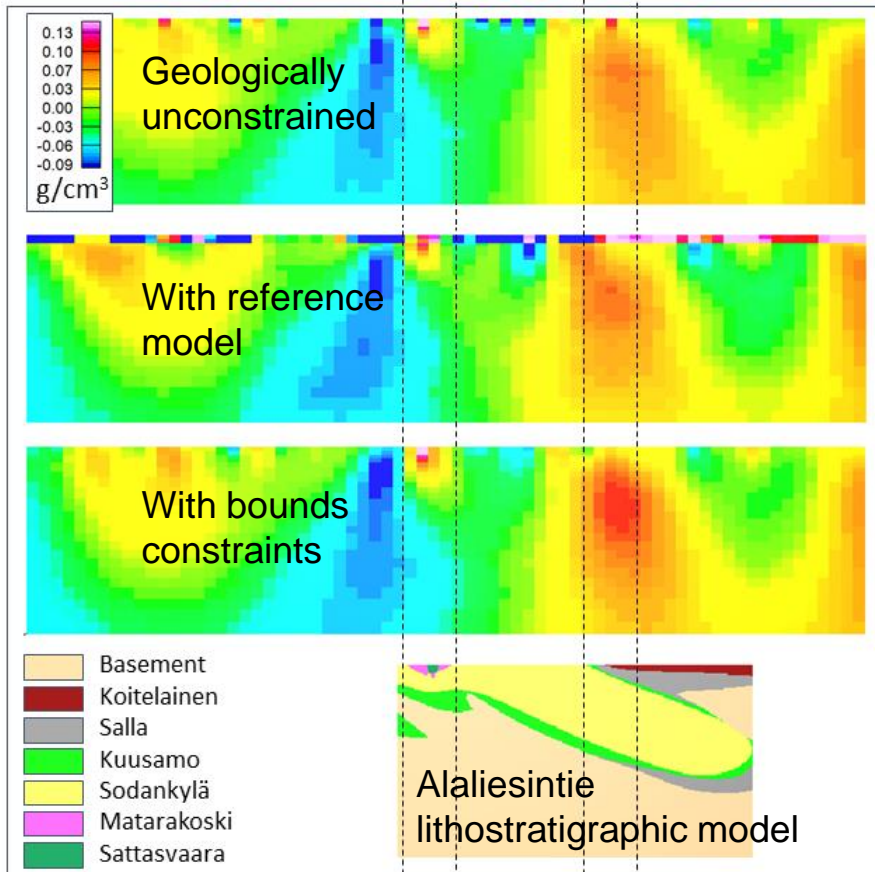 0.13
0.10
0.07
0.03
0.00
-0.03
-0.06
-0.09
g/cm³
Geologically
unconstrained
With reference
model
With bounds
constraints
Basement
Koitelainen
Salla
Kuusamo
Sodankylä
Matarakoski
Sattasvaara
Alaliesintie
lithostratigraphic model